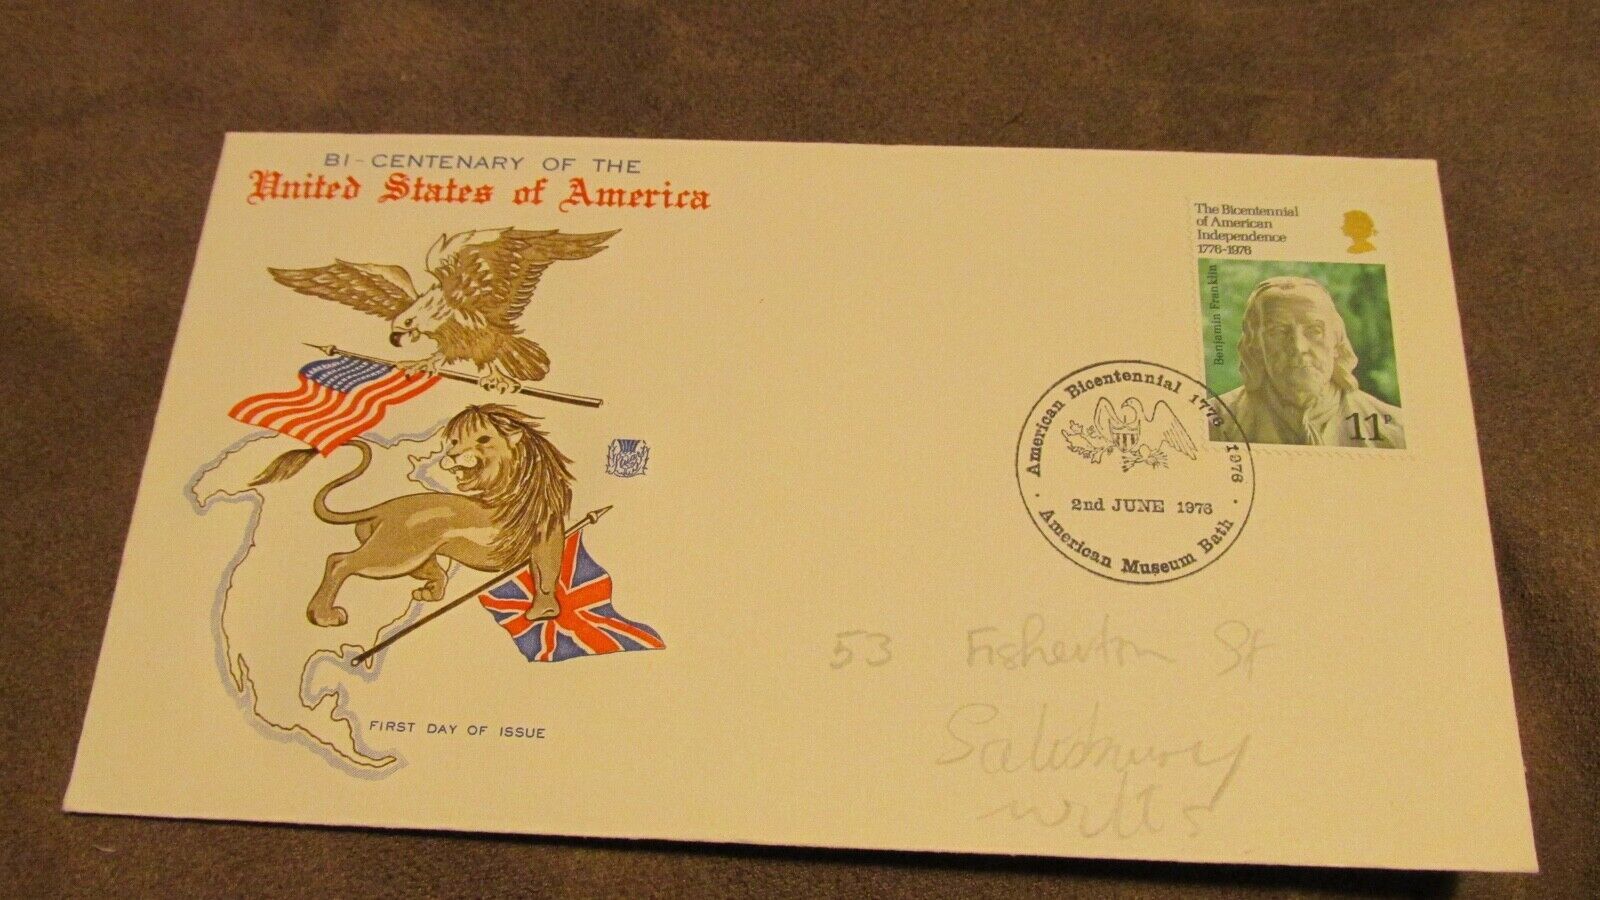 BI-CENTENARY OF THE
United States of America
FIRST DAY OF ISSUE
The Bicentennial
of American
Independence
1776-1976
Benjamin Franklin
11P
American Bicentennial 1776 1976
2nd JUNE 1976
American Museum Bath
53 Fisherton St
Salisbury
Wilts